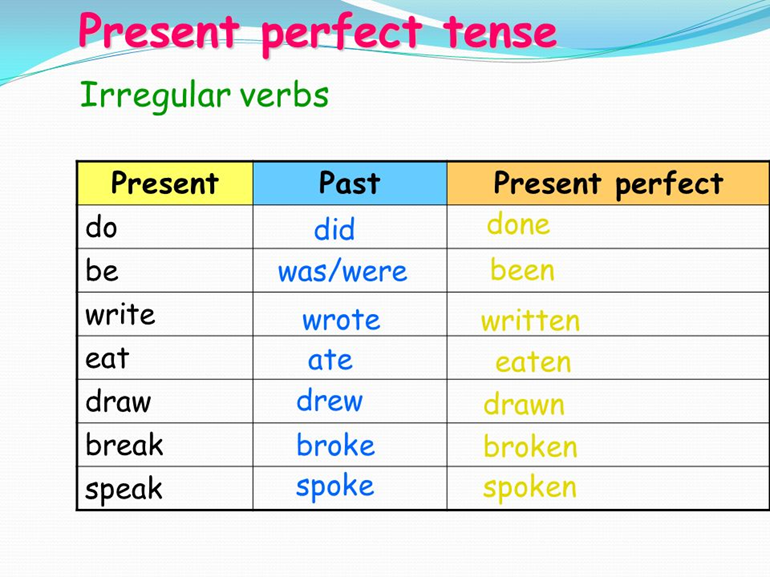 Present perfect tense
Irregular verbs
Present Past Present perfect
do did done
be was/were been
write wrote written
eat ate eaten
draw drew drawn
break broke broken
speak spoke spoken